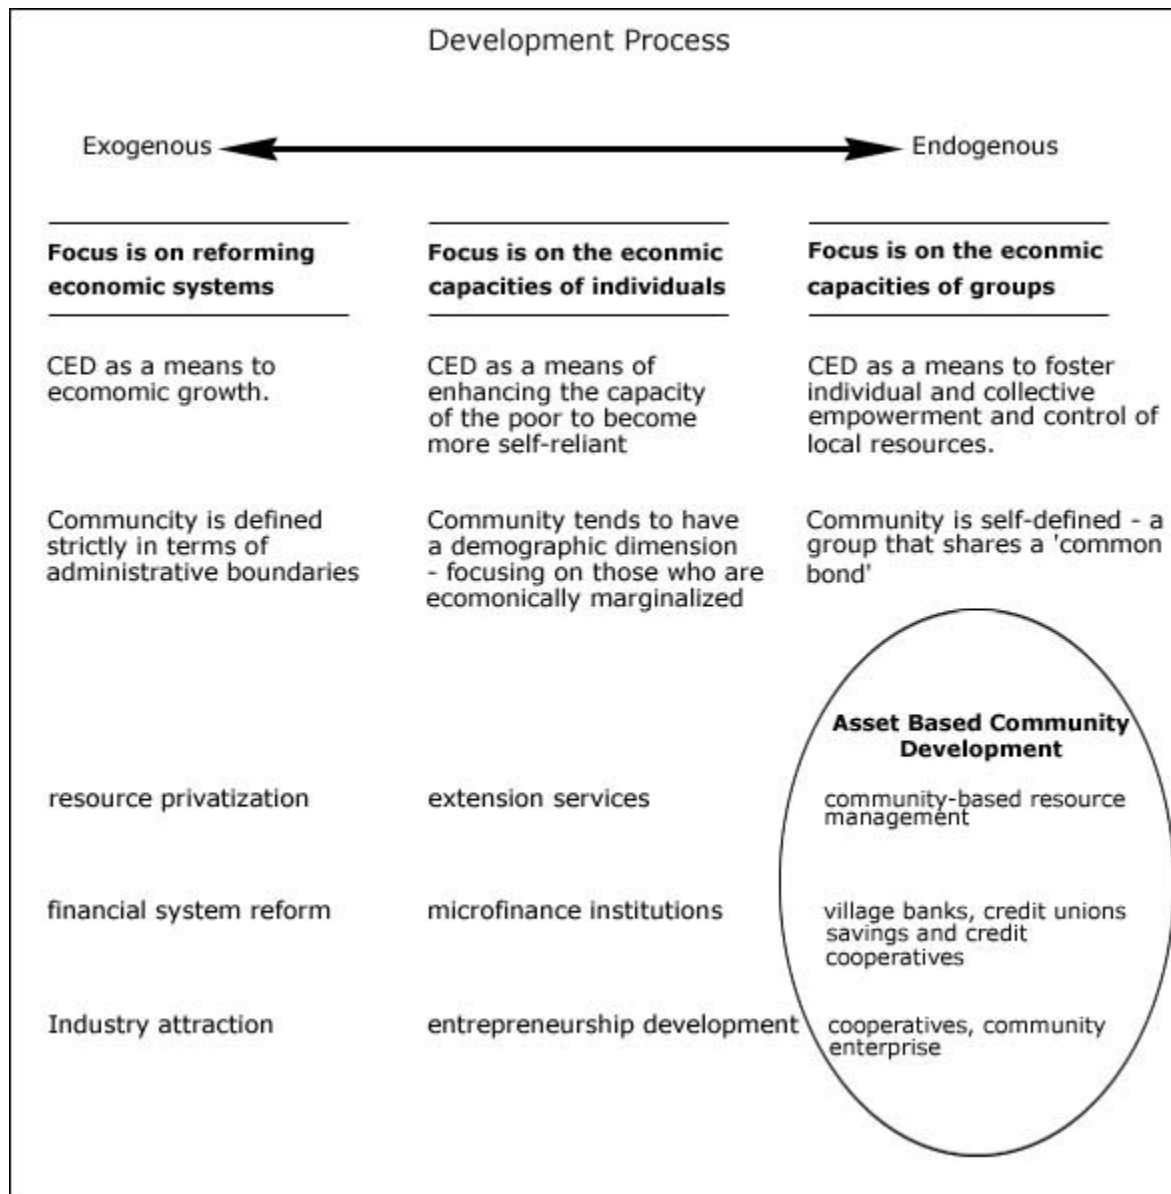 Development Process
Exogenous
Endogenous
Focus is on reforming
economic systems
Focus is on the econmic
capacities of individuals
Focus is on the econmic
capacities of groups
CED as a means to
ecomomic growth.
CED as a means of
enhancing the capacity
of the poor to become
more self-reliant
CED as a means to foster
individual and collective
empowerment and control of
local resources.
Communcity is defined
strictly in terms of
administrative boundaries
Community tends to have
a demographic dimension
- focusing on those who are
ecomonically marginalized
Community is self-defined - a
group that shares a 'common
bond'
Asset Based Community
Development
resource privatization
extension services
community-based resource
management
financial system reform
microfinance institutions
village banks, credit unions
savings and credit
cooperatives
Industry attraction
entrepreneurship development
cooperatives, community
enterprise